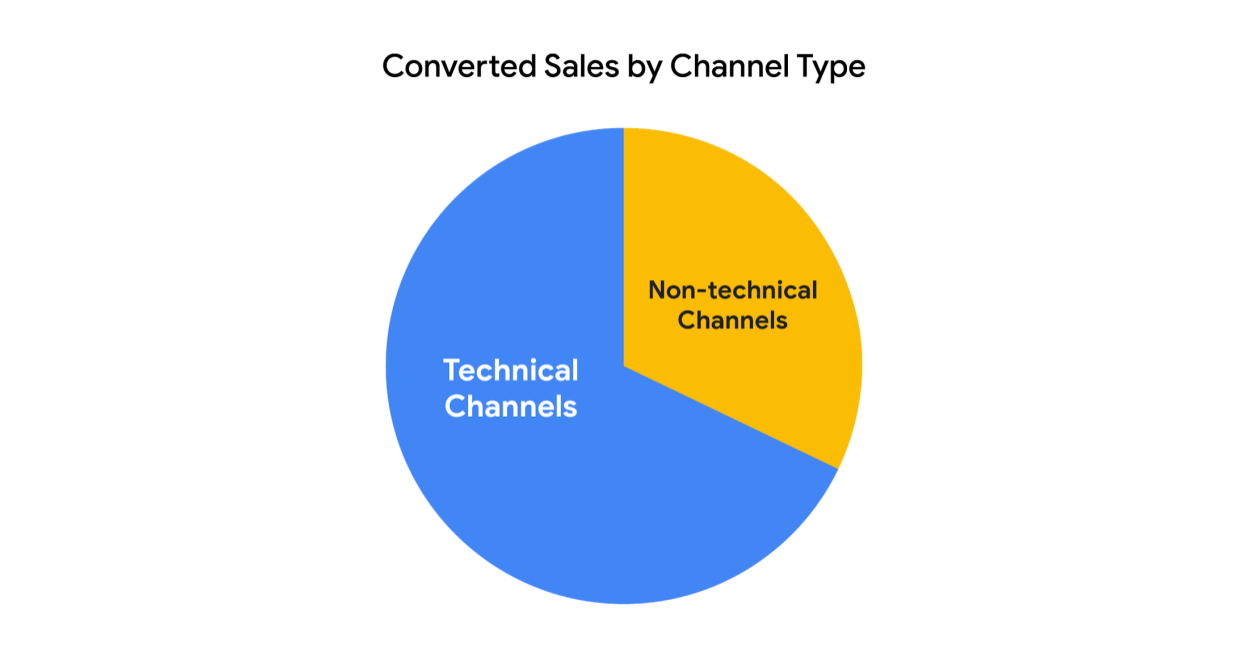 Converted Sales by Channel Type
Non-technical
Channels
Technical
Channels